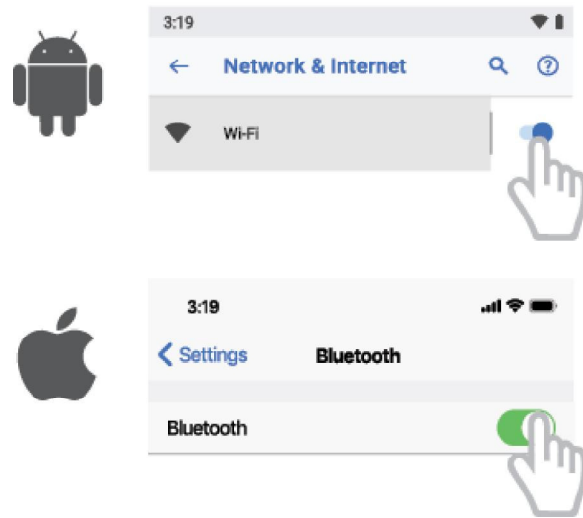 3:19
Network & Internet
Wi-Fi
3:19
Settings Bluetooth
Bluetooth